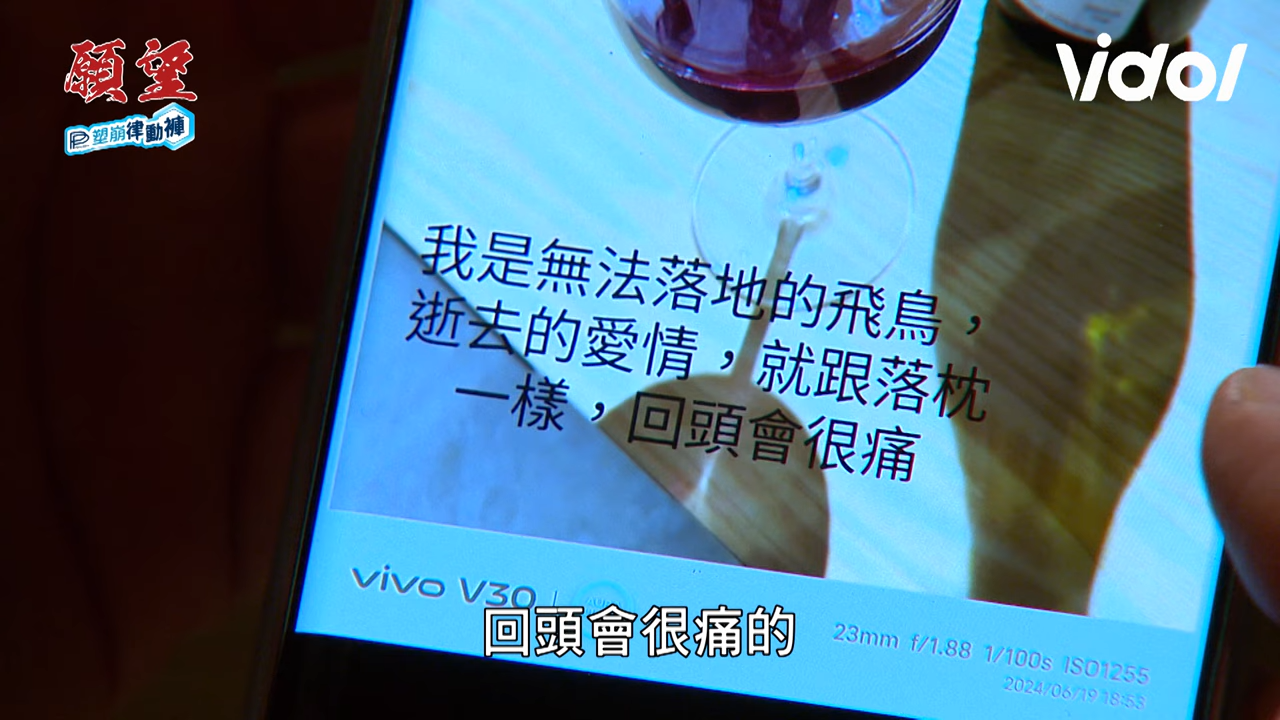 願望
塑崩律動褲
Vidol
我是無法落地的飛鳥，
逝去的愛情，就跟落枕
一樣，回頭會很痛
vivo V30
23mm f/1.88 1/100s ISO1255
2024/06/19 18:53
回頭會很痛的